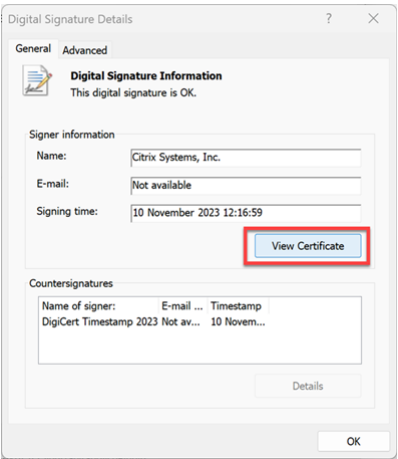 Digital Signature Details
General Advanced
Digital Signature Information
This digital signature is OK.
Signer information
Name: Citrix Systems, Inc.
E-mail: Not available
Signing time: 10 November 2023 12:16:59
View Certificate
Countersignatures
Name of signer: E-mail ... Timestamp
DigiCert Timestamp 2023 Not av... 10 Novem...
Details
OK